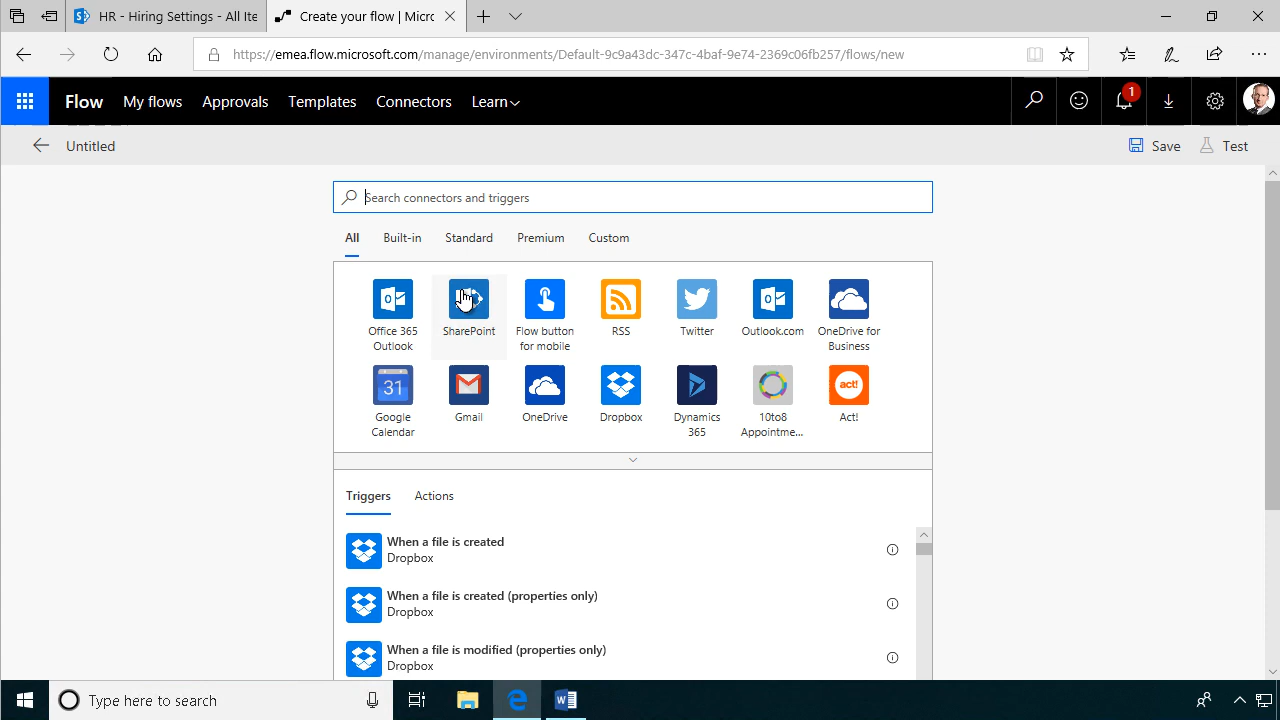 HR - Hiring Settings - All Ite
Create your flow | Micro
https://emea.flow.microsoft.com/manage/environments/Default-9c9a43dc-347c-4baf-9e74-2369c06fb257/flows/new
Flow My flows Approvals Templates Connectors Learn 1
Untitled Save Test
Search connectors and triggers
All Built-in Standard Premium Custom
Office 365 Outlook
SharePoint
Flow button for mobile
RSS
Twitter
Outlook.com
OneDrive for Business
31
Google Calendar
Gmail
OneDrive
Dropbox
Dynamics 365
10to8 Appointme...
act!
Act!
Triggers Actions
When a file is created
Dropbox
When a file is created (properties only)
Dropbox
When a file is modified (properties only)
Dropbox
Type here to search